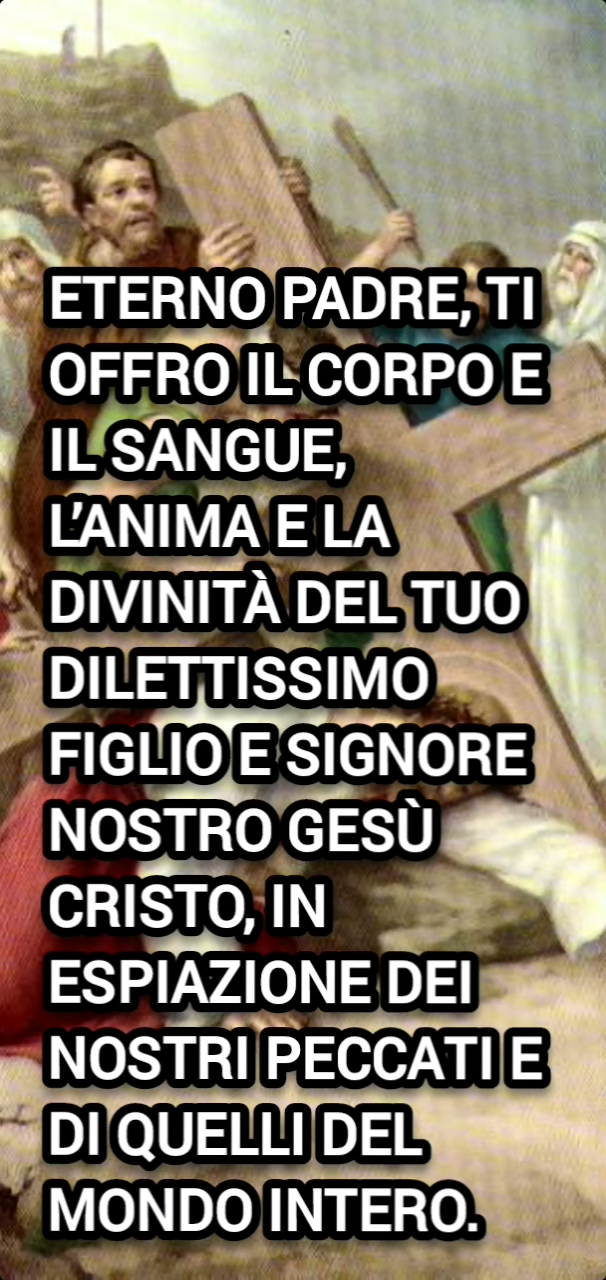 ETERNO PADRE, TI
OFFRO IL CORPO E
IL SANGUE,
L'ANIMA E LA
DIVINITÀ DEL TUO
DILETTISSIMO
FIGLIO E SIGNORE
NOSTRO GESÙ
CRISTO, IN
ESPIAZIONE DEI
NOSTRI PECCATI E
DI QUELLI DEL
MONDO INTERO.